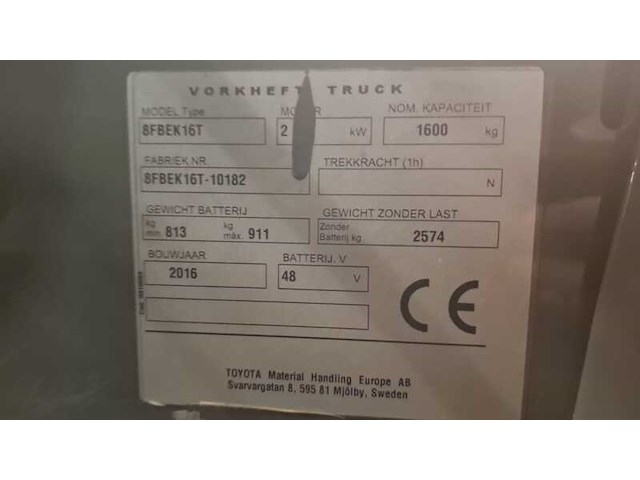 VORKHEFT TRUCK
MODEL Type
8FBEK16T
2 kW
NOM. KAPACITEIT
1600 kg
FABRIEK.NR
8FBEK16T-10182
TREKKRACHT (1h)
N
GEWICHT BATTERIJ
kg min. 813 kg máx. 911
GEWICHT ZONDER LAST
Zonder Batterij kg 2574
BOUWJAAR
2016
BATTERIJ. V
48 V
CE
TOYOTA Material Handling Europe AB
Svarvargatan 8, 595 81 Mjölby, Sweden